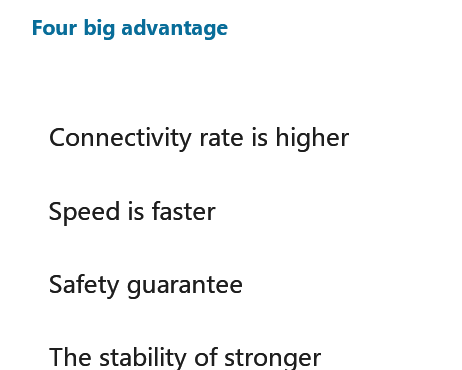 Four big advantage
Connectivity rate is higher
Speed is faster
Safety guarantee
The stability of stronger